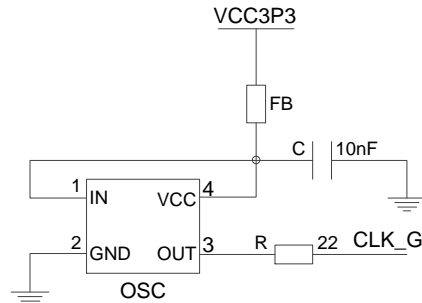 VCC3P3
FB
C 10nF
1 IN VCC 4
2 GND OUT 3 R 22 CLK_G
OSC